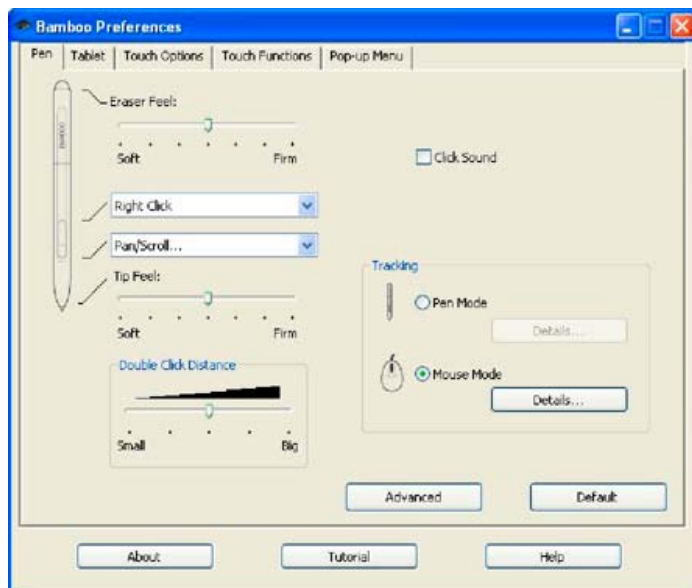 Bamboo Preferences
Pen Tablet Touch Options Touch Functions Pop-up Menu
Eraser Feel:
Soft Firm
Click Sound
Right Click
Pan/Scroll...
Tip Feel:
Soft Firm
Tracking
Pen Mode
Details...
Mouse Mode
Details...
Double Click Distance
Small Big
Advanced Default
About Tutorial Help
BAMBOO